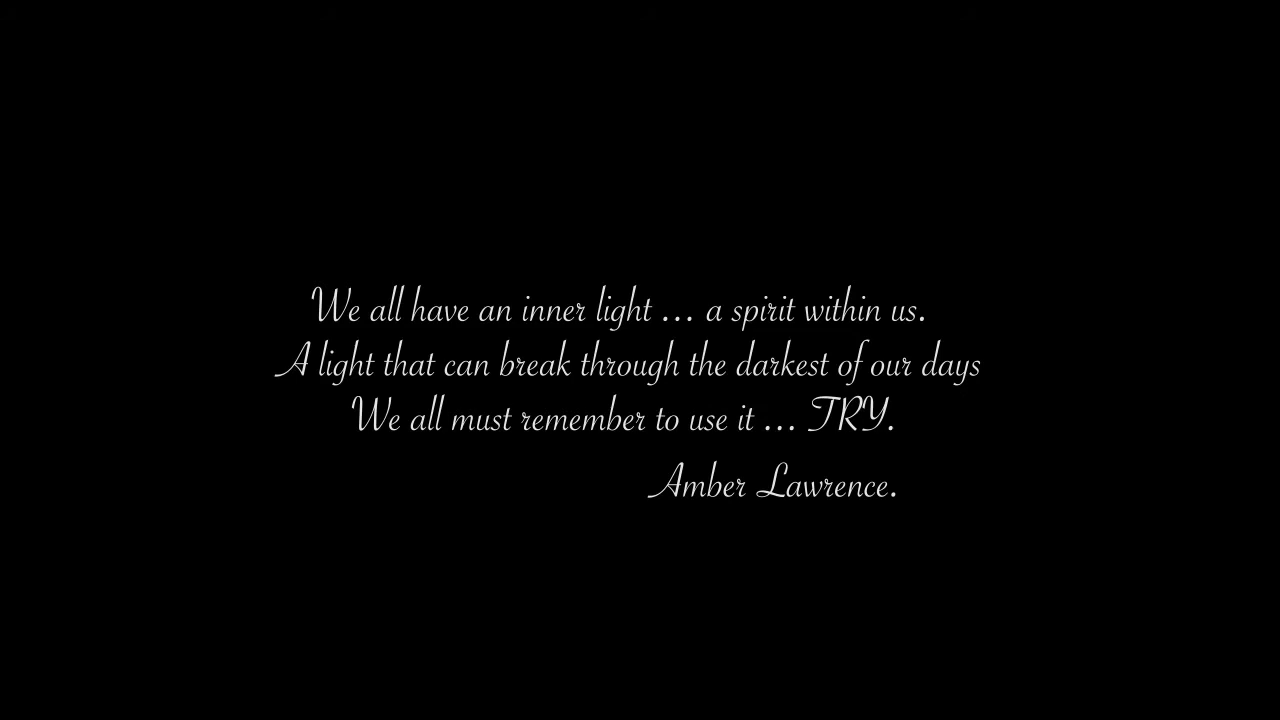 We all have an inner light ... a spirit within us.
A light that can break through the darkest of our days
We all must remember to use it ... TRY.
Amber Lawrence.